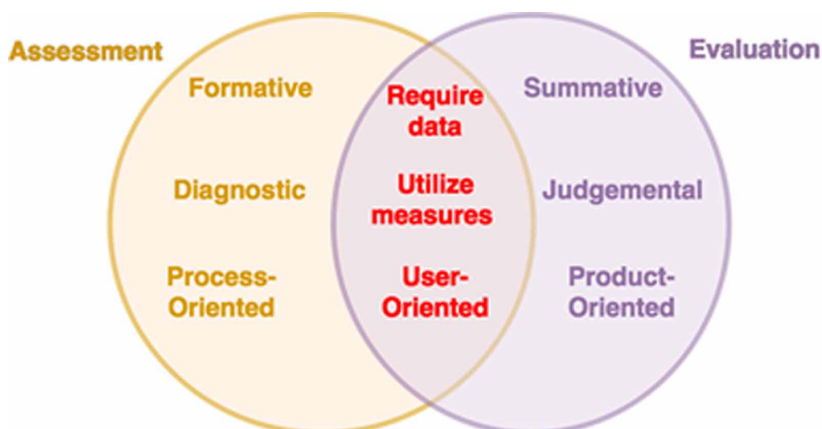 Assessment
Evaluation
Formative
Require
data
Summative
Diagnostic
Utilize
measures
Judgemental
Process-
Oriented
User-
Oriented
Product-
Oriented